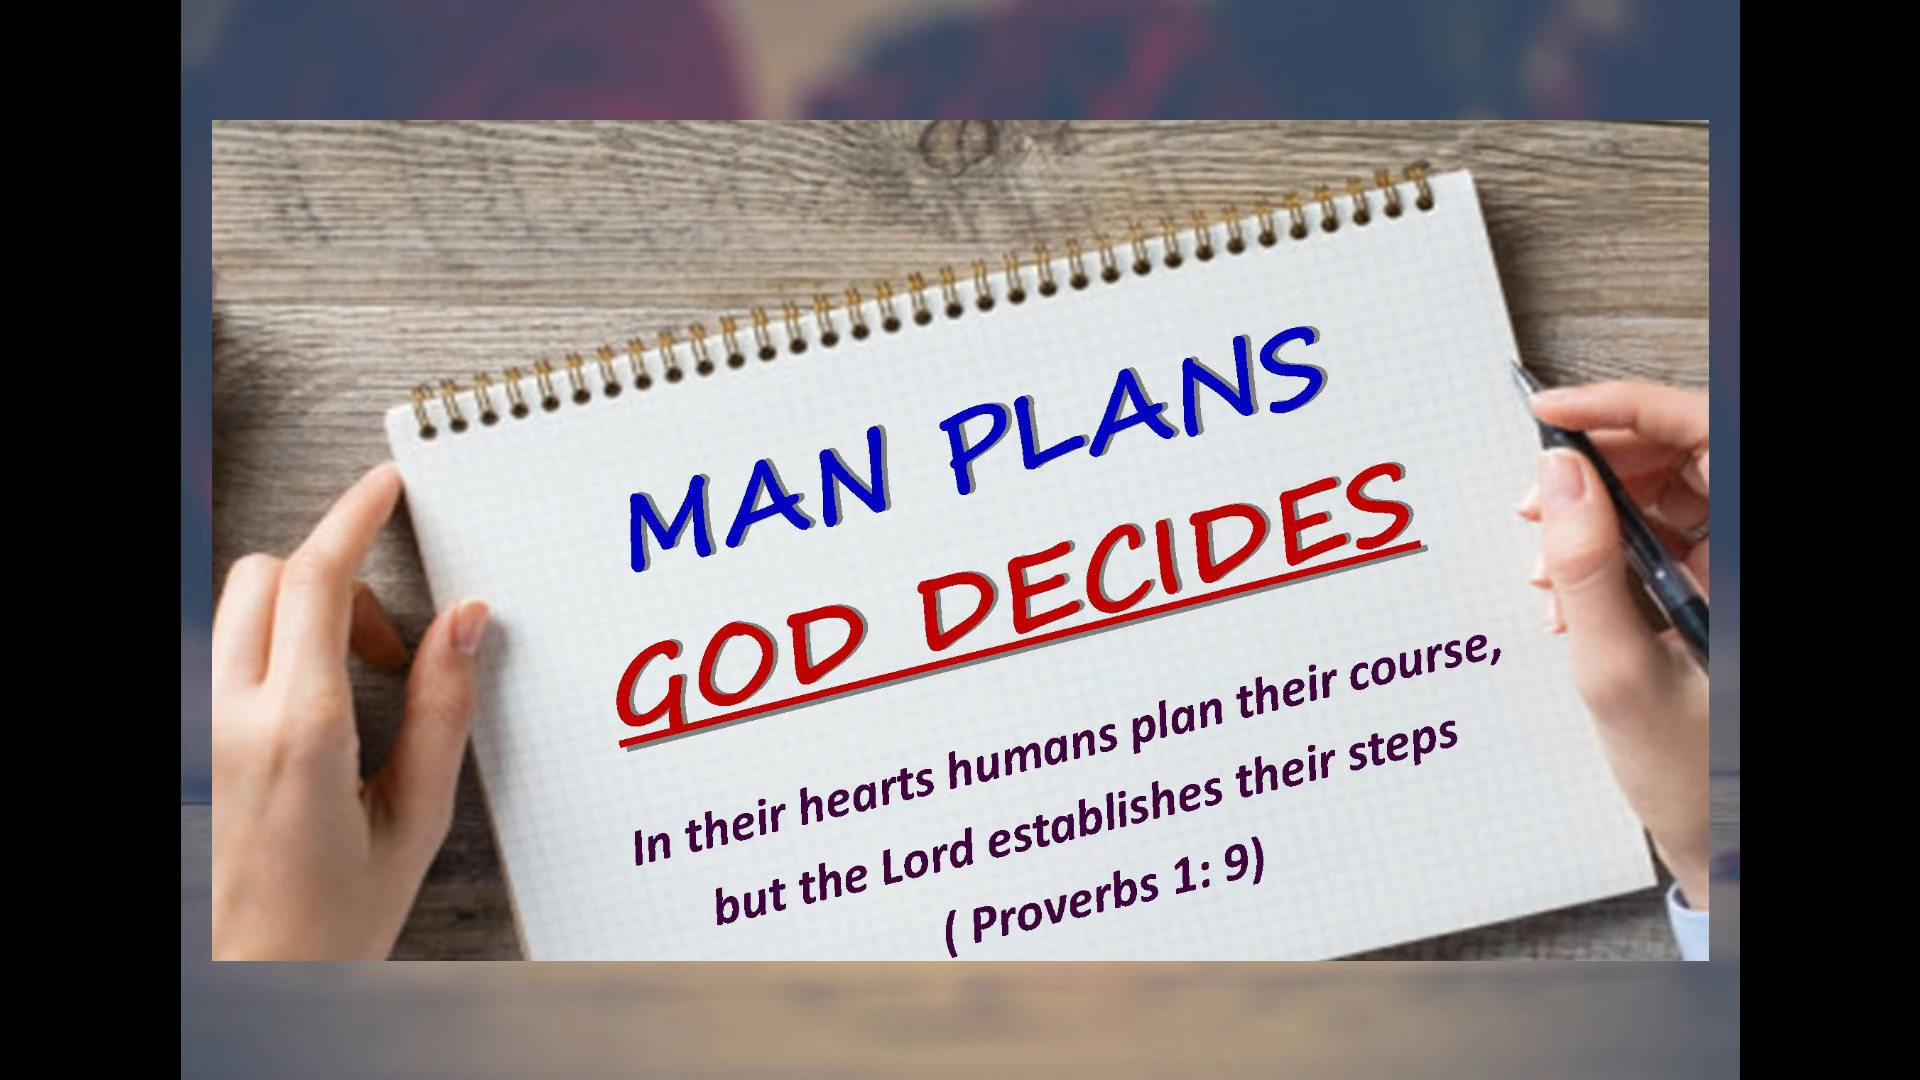 MAN PLANS
GOD DECIDES
In their hearts humans plan their course,
but the Lord establishes their steps
( Proverbs 1: 9)